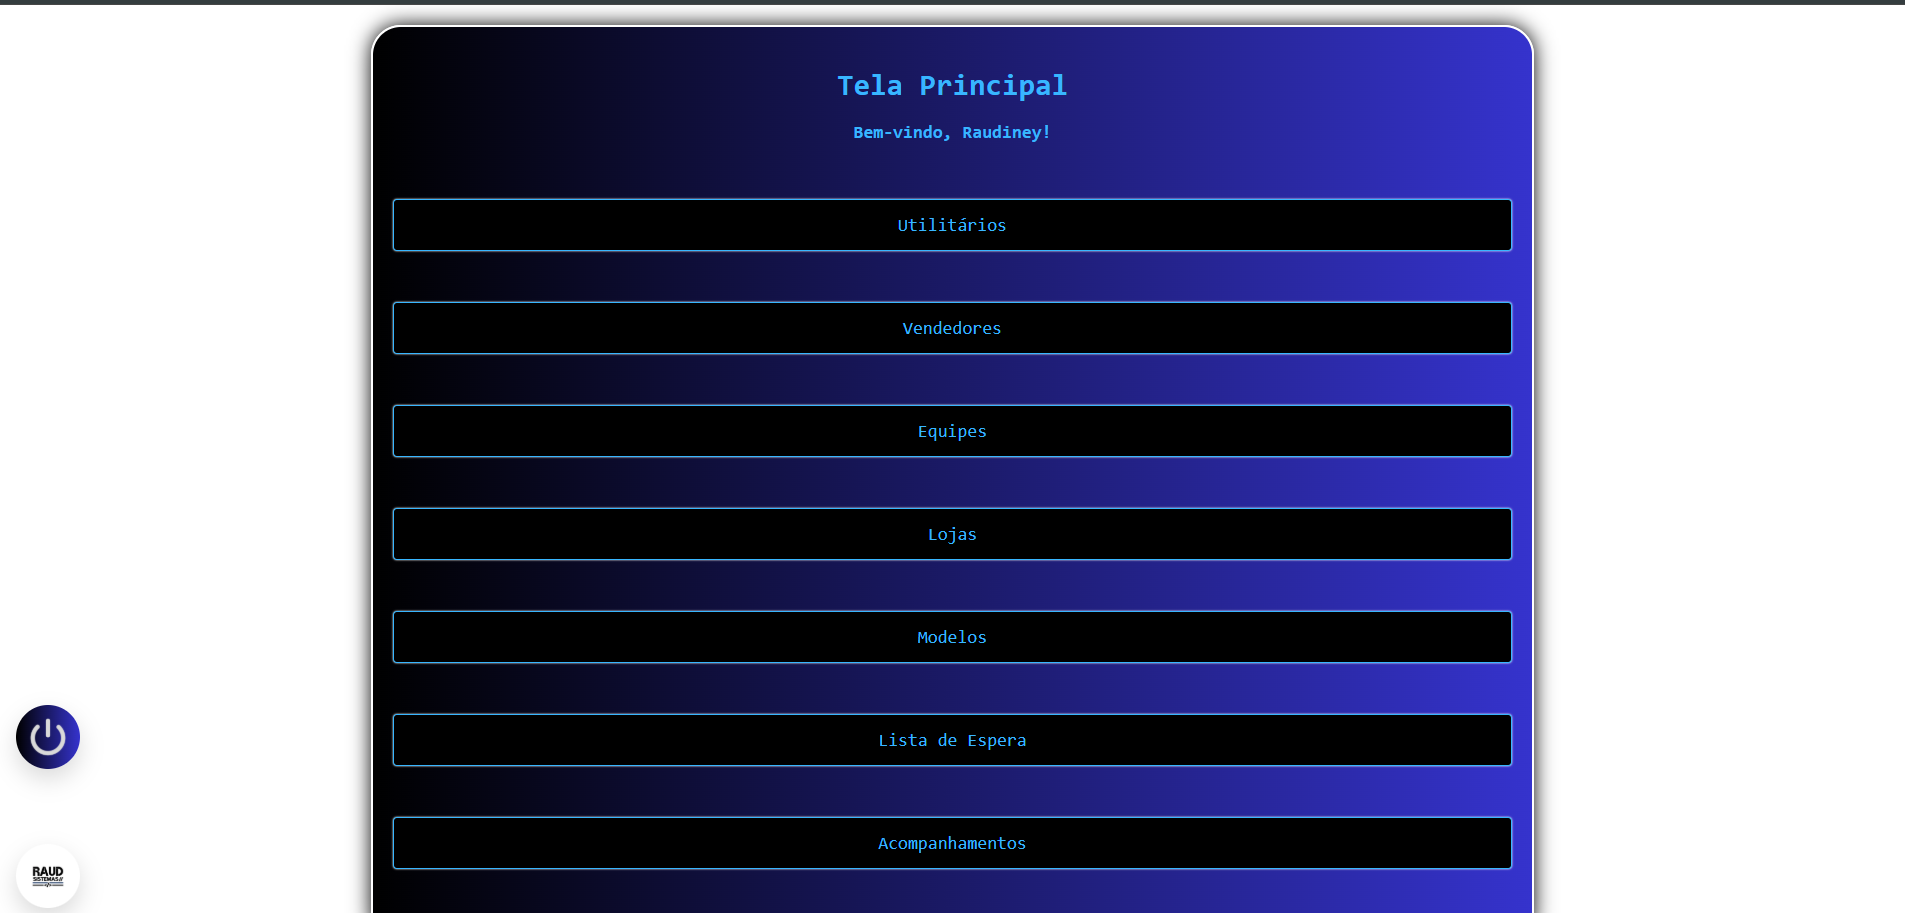 Tela Principal
Bem-vindo, Raudiney!
Utilitários
Vendedores
Equipes
Lojas
Modelos
Lista de Espera
Acompanhamentos
RAUD
SISTEMAS//